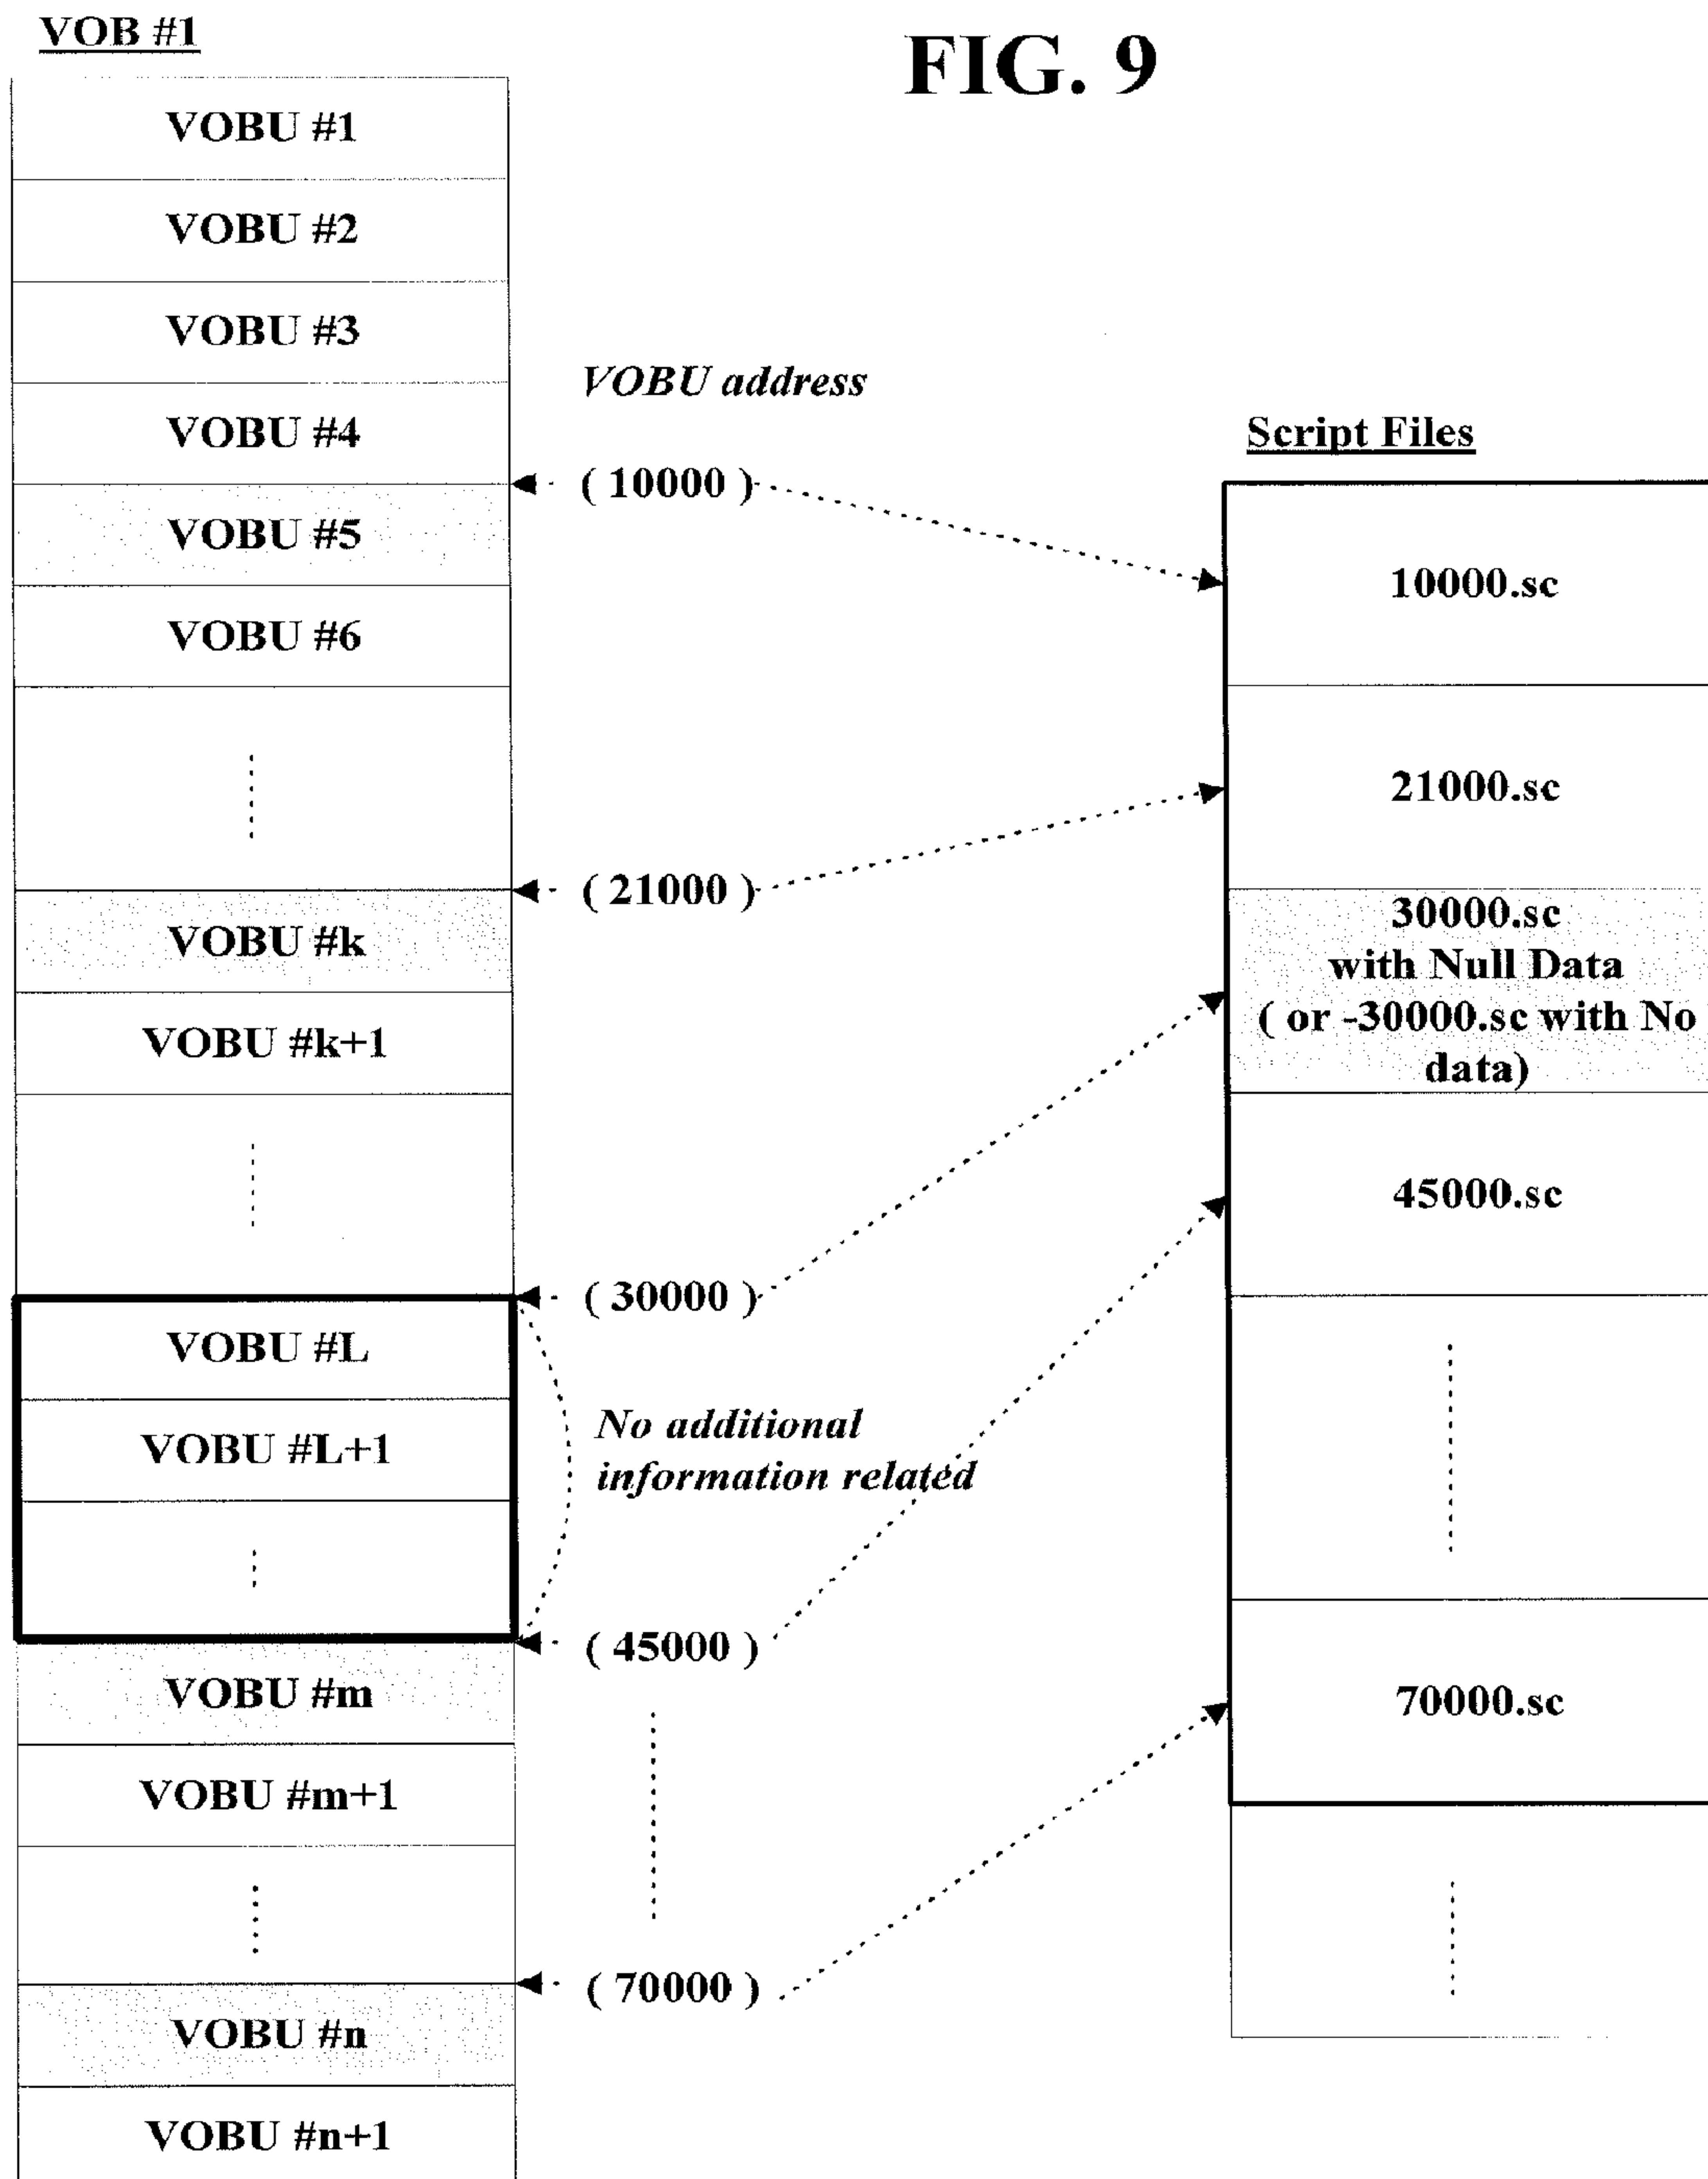 VOB #1
FIG. 9
VOBU #1
VOBU #2
VOBU #3
VOBU #4
VOBU #5
VOBU #6
VOBU #k
VOBU #k+1
VOBU #L
VOBU #L+1
VOBU #m
VOBU #m+1
VOBU #n
VOBU #n+1
VOBU address
( 10000 )
( 21000 )
( 30000 )
No additional
information related
( 45000 )
( 70000 )
Script Files
10000.sc
21000.sc
30000.sc
with Null Data
( or -30000.sc with No
data)
45000.sc
70000.sc